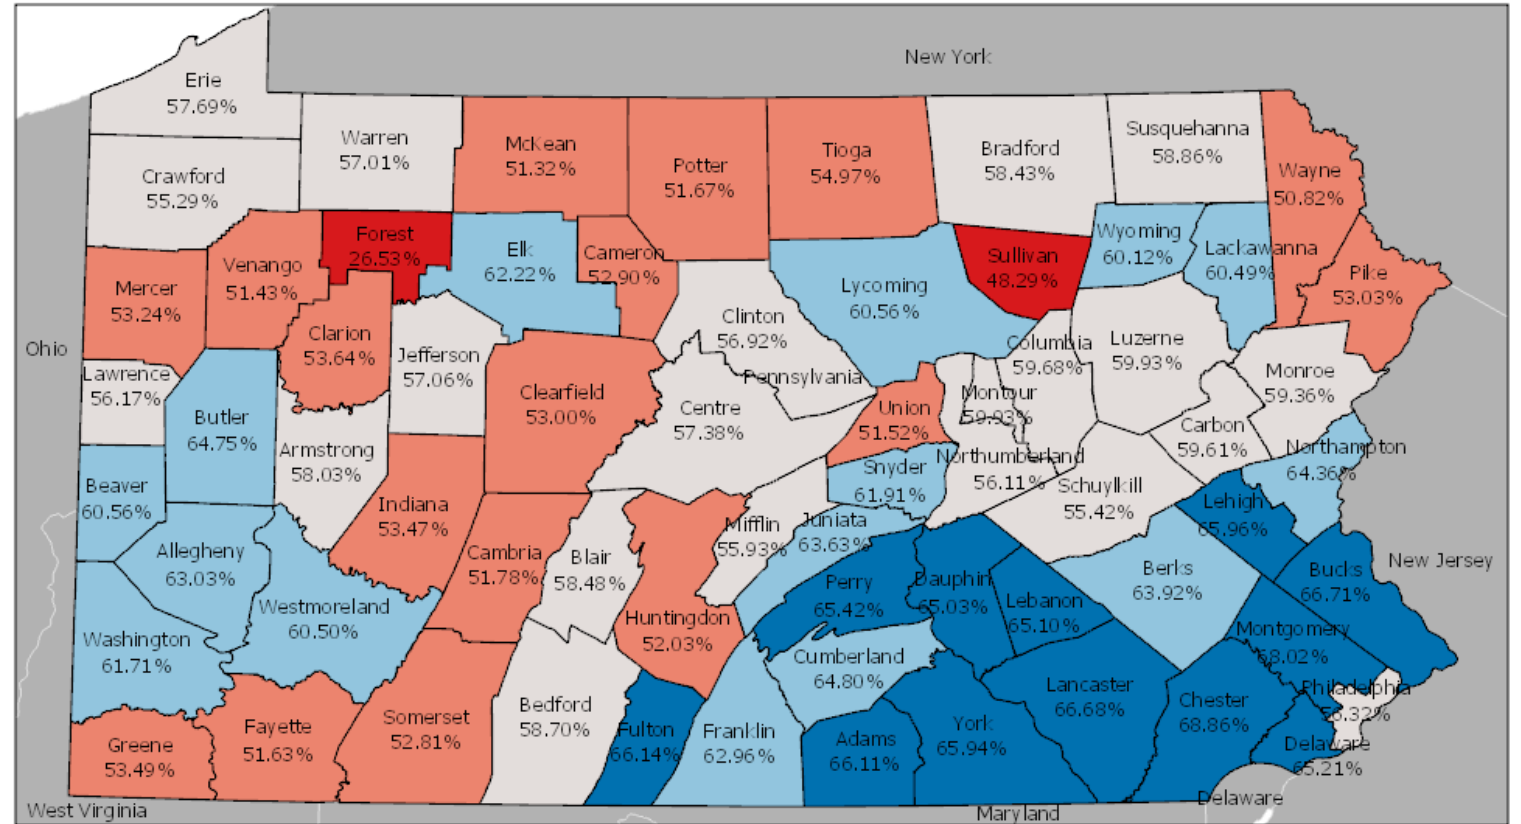 New York
Erie
57.69%
Warren
57.01%
McKean
51.32%
Potter
51.67%
Tioga
54.97%
Bradford
58.43%
Susquehanna
58.86%
Wayne
50.82%
Crawford
55.29%
Forest
26.53%
Elk
62.22%
Cameron
52.90%
Sullivan
48.29%
Wyoming
60.12%
Lackawanna
60.49%
Pike
53.03%
Mercer
53.24%
Venango
51.43%
Clarion
53.64%
Lycoming
60.56%
Clinton
56.92%
Ohio
Jefferson
57.06%
Columbia
59.68%
Luzerne
59.93%
Lawrence
56.17%
Pennsylvania
Monroe
59.36%
Butler
64.75%
Clearfield
53.00%
Centre
57.38%
Union
51.52%
Montour
59.93%
Carbon
59.61%
Armstrong
58.03%
Northumberland
56.11%
Northampton
64.36%
Beaver
60.56%
Snyder
61.91%
Schuylkill
55.42%
Indiana
53.47%
Mifflin
55.93%
Juniata
63.63%
Lehigh
65.96%
Allegheny
63.03%
Cambria
51.78%
Blair
58.48%
Perry
65.42%
Dauphin
65.03%
Berks
63.92%
Bucks
66.71%
New Jersey
Westmoreland
60.50%
Huntingdon
52.03%
Lebanon
65.10%
Washington
61.71%
Montgomery
68.02%
Cumberland
64.80%
Lancaster
66.68%
Philadelphia
56.32%
Chester
68.86%
Greene
53.49%
Fayette
51.63%
Somerset
52.81%
Bedford
58.70%
Fulton
66.14%
Franklin
62.96%
Adams
66.11%
York
65.94%
Delaware
65.21%
West Virginia
Maryland
Delaware